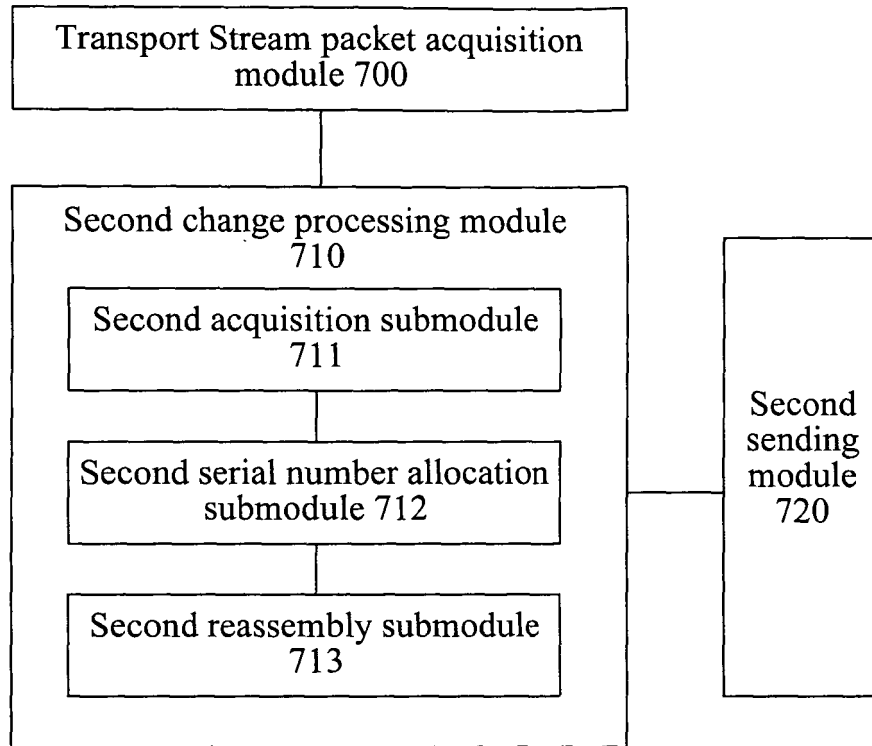 Transport Stream packet acquisition
module 700
Second change processing module
710
Second acquisition submodule
711
Second serial number allocation
submodule 712
Second reassembly submodule
713
Second
sending
module
720